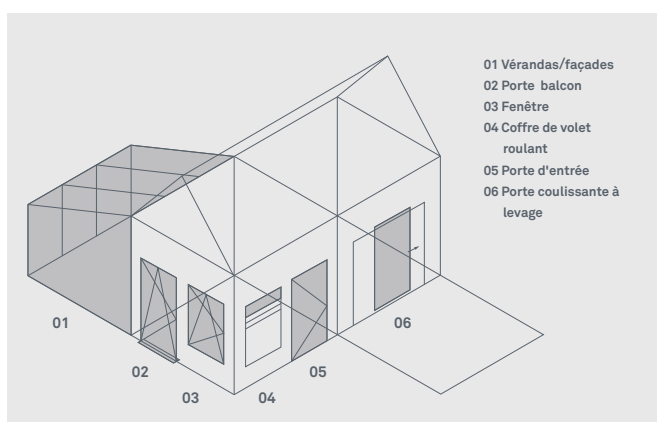 01 Vérandas/façades
02 Porte balcon
03 Fenêtre
04 Coffre de volet
roulant
05 Porte d'entrée
06 Porte coulissante à
levage
01
02
03
04
05
06